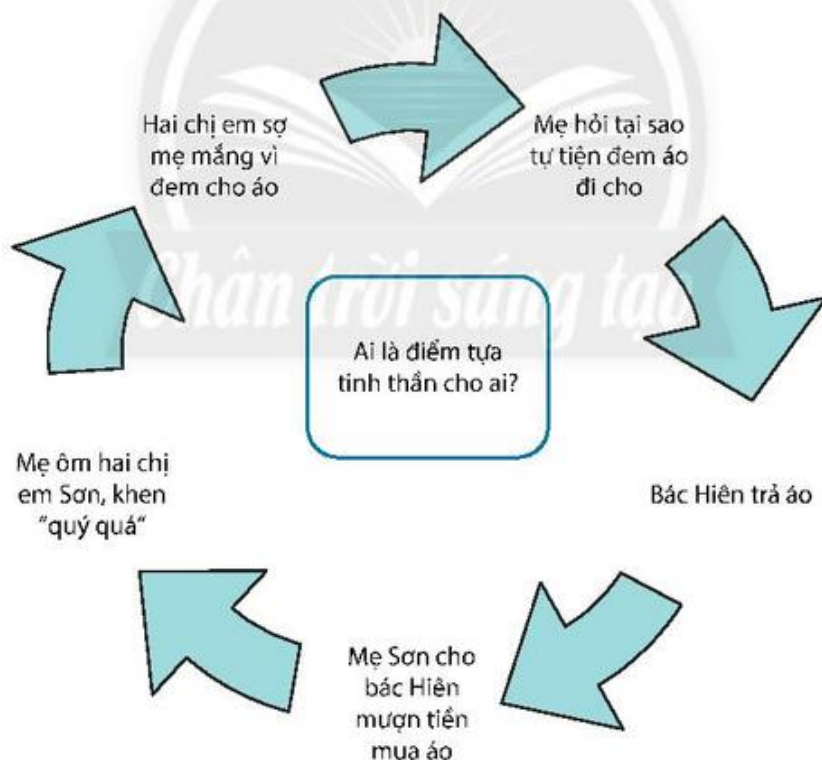 Hai chị em sợ
mẹ mắng vì
đem cho áo
Mẹ hỏi tại sao
tự tiện đem áo
đi cho
Chân trời sáng tạo
Ai là điểm tựa
tinh thần cho ai?
Mẹ ôm hai chị
em Sơn, khen
"quý quá"
Bác Hiên trả áo
Mẹ Sơn cho
bác Hiên
mượn tiền
mua áo